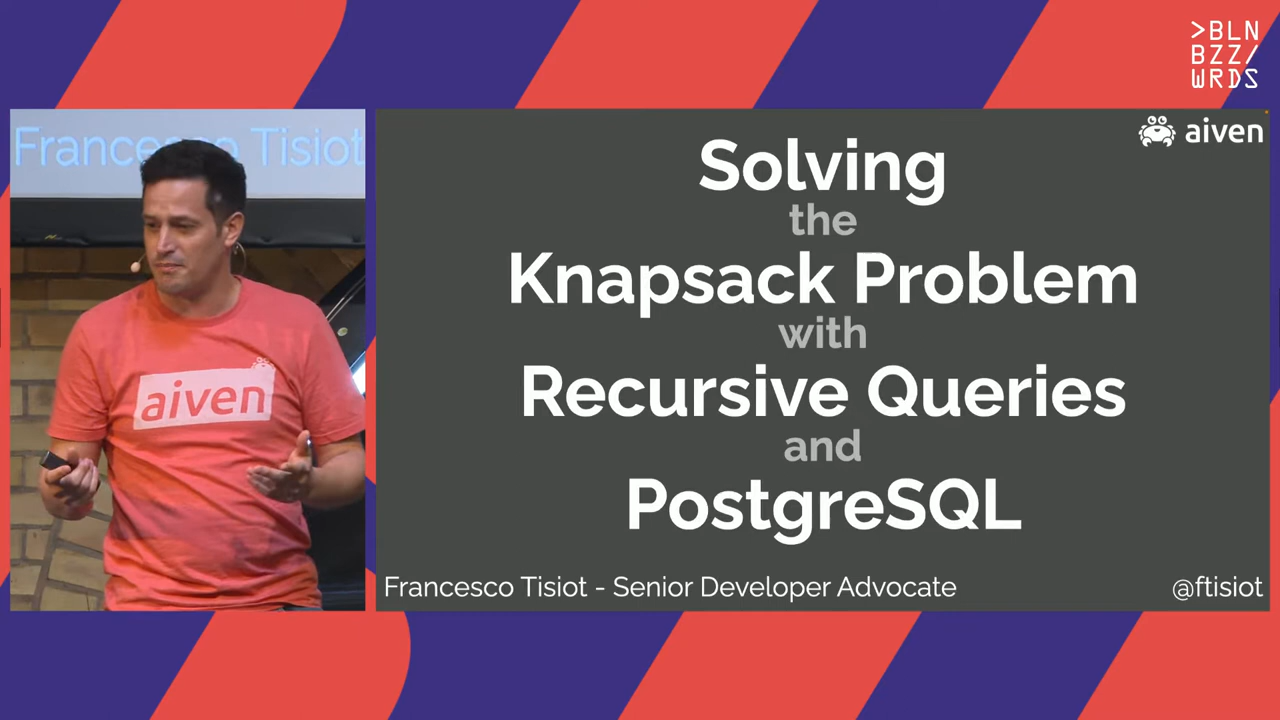 >BLN
BZZ/
WRDS
Francesco Tisiot
aiven
aiven
Solving
the
Knapsack Problem
with
Recursive Queries
and
PostgreSQL
Francesco Tisiot - Senior Developer Advocate
@ftisiot